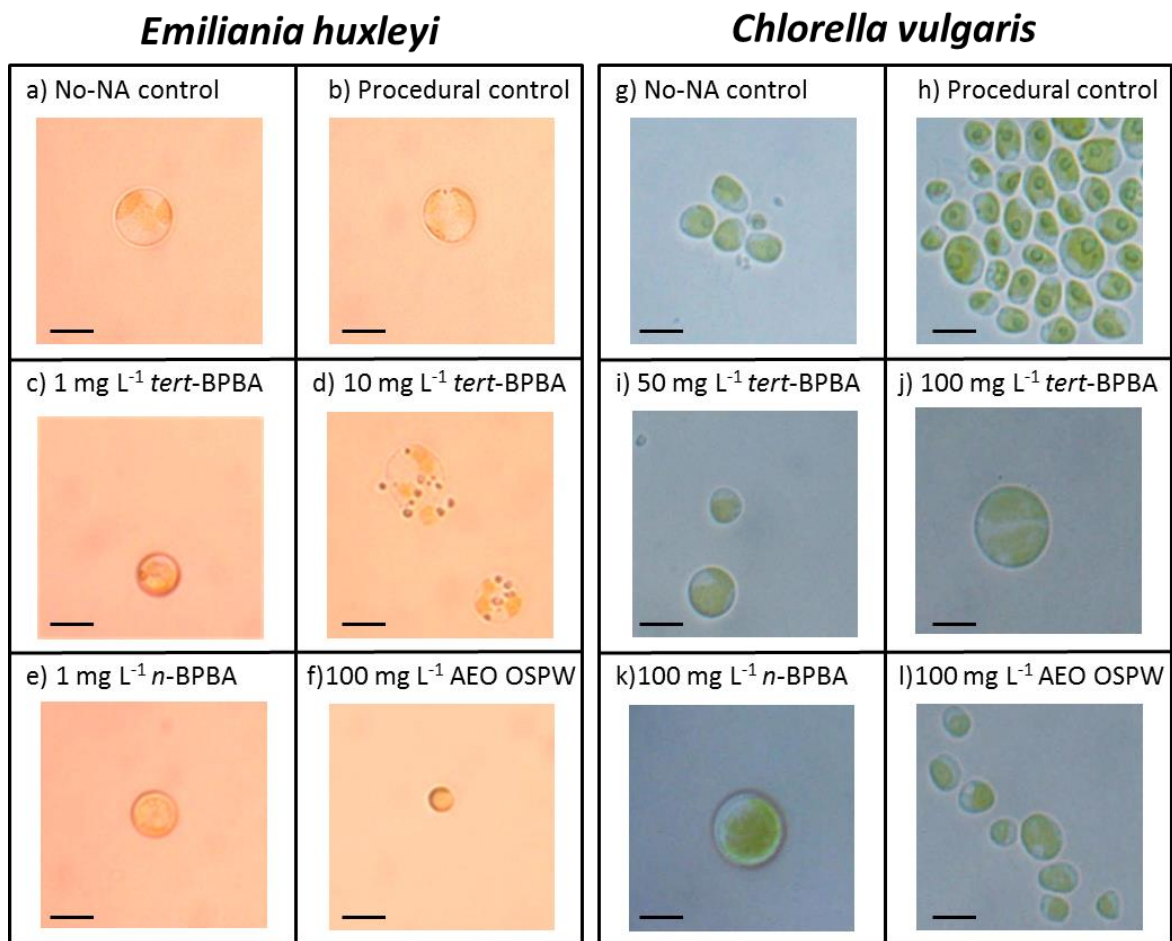 Emiliania huxleyi
Chlorella vulgaris
a) No-NA control
b) Procedural control
g) No-NA control
h) Procedural control
c) 1 mg L⁻¹ tert-BPBA
d) 10 mg L⁻¹ tert-BPBA
i) 50 mg L⁻¹ tert-BPBA
j) 100 mg L⁻¹ tert-BPBA
e) 1 mg L⁻¹ n-BPBA
f)100 mg L⁻¹ AEO OSPW
k)100 mg L⁻¹ n-BPBA
l)100 mg L⁻¹ AEO OSPW